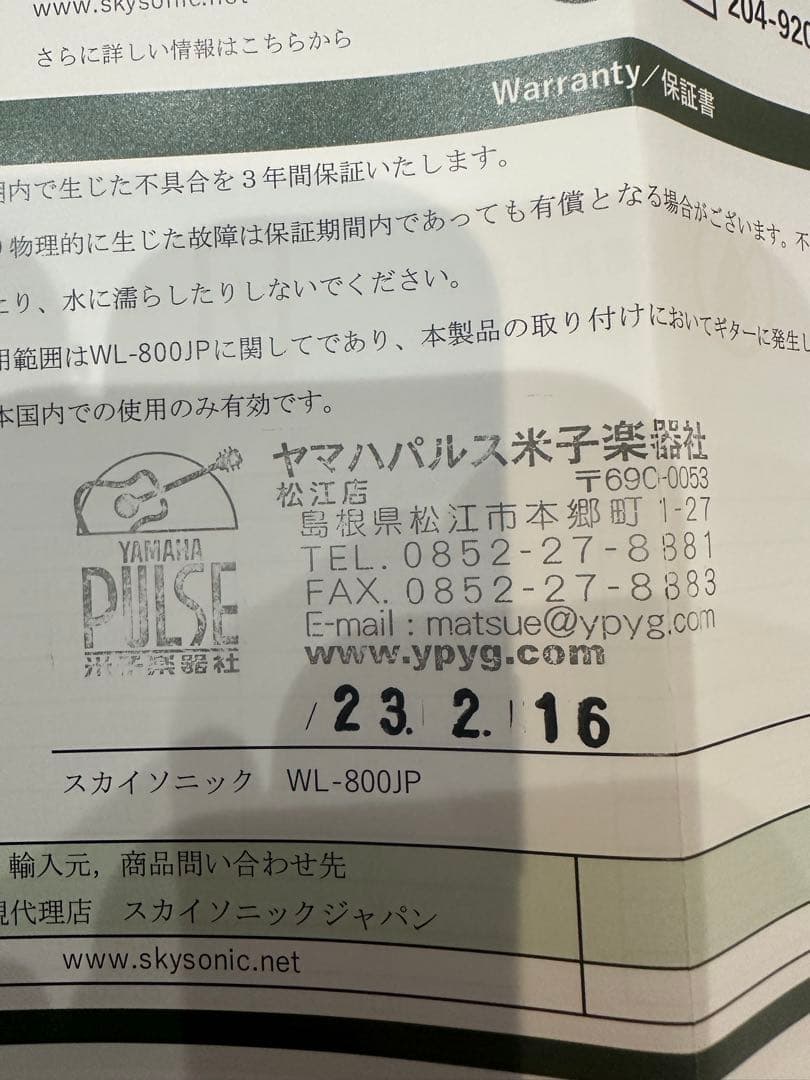 www.skysonic.net
204-920
さらに詳しい情報はこちらから
Warranty/保証書
内で生じた不具合を３年間保証いたします。
物理的に生じた故障は保証期間内であっても有償となる場合がございます。不
たり、水に濡らしたりしないでください。
用範囲はWL-800JPに関してであり、本製品の取り付けにおいてギターに発生し
本国内での使用のみ有効です。
ヤマハパルス米子楽器社
松江店 〒690-0053
島根県松江市本郷町 1-27
TEL. 0852-27-8881
FAX. 0852-27-8883
E-mail : matsue@ypyg.com
www.ypyg.com
YAMAHA
PULSE
米子楽器社
23. 2. 16
スカイソニック WL-800JP
輸入元，商品問い合わせ先
現代理店 スカイソニックジャパン
www.skysonic.net